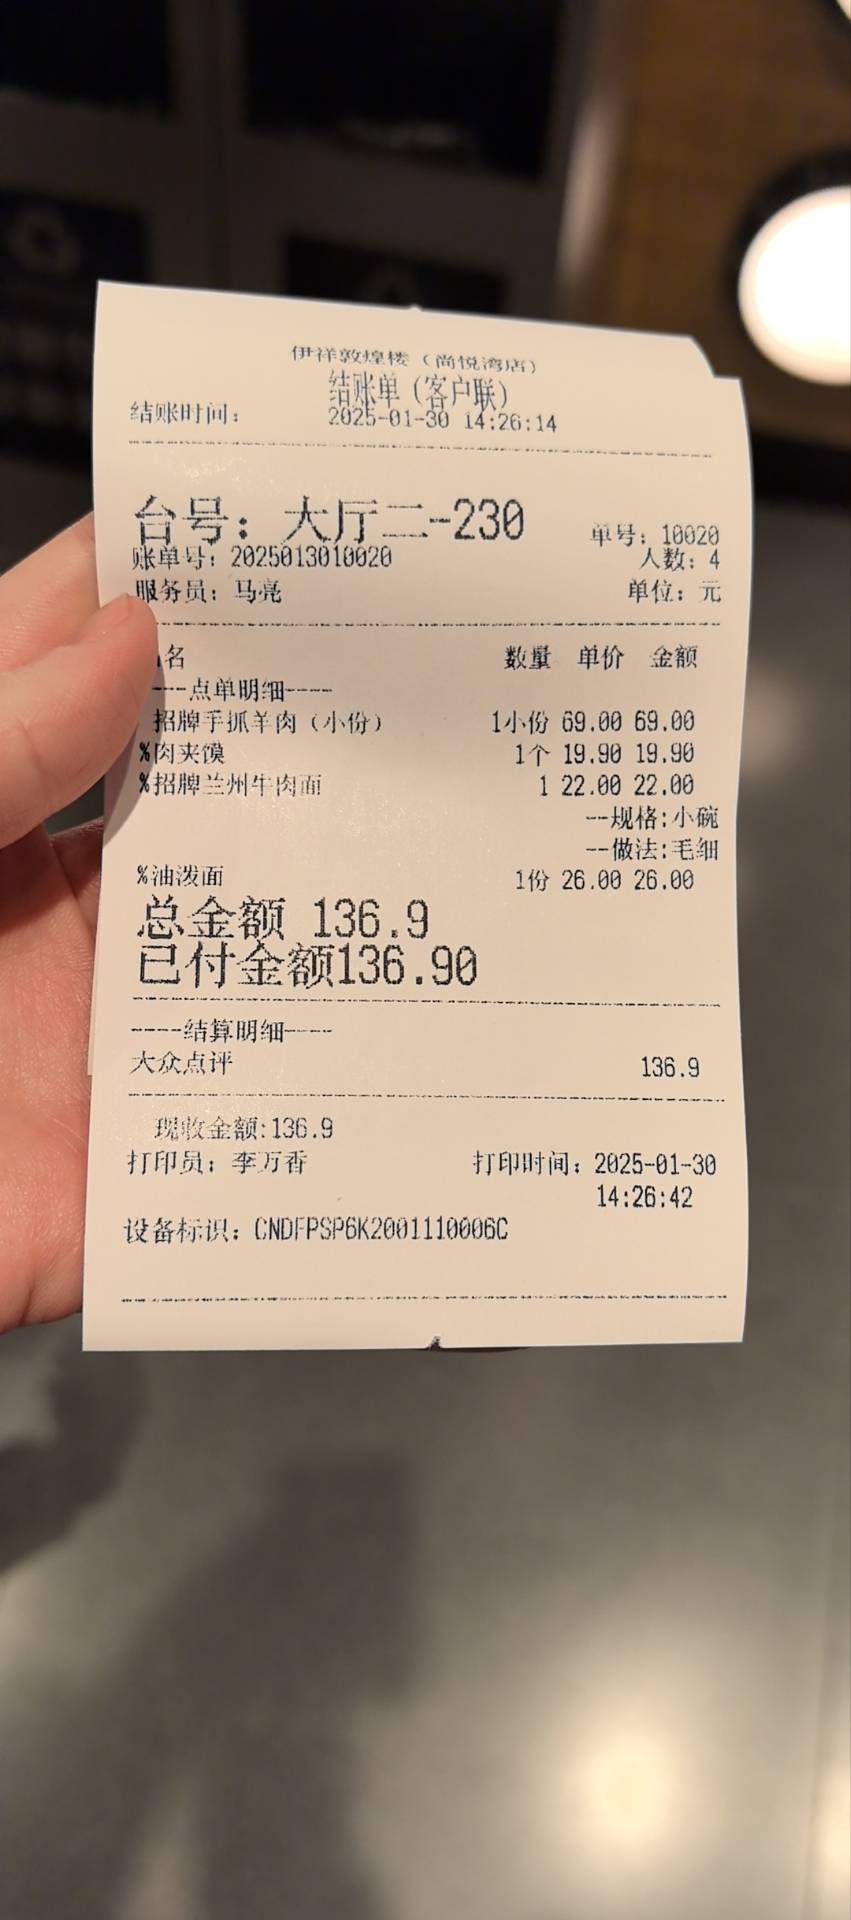 伊祥敦煌楼（尚悦湾店）
结账单（客户联）
结账时间： 2025-01-30 14:26:14
台号：大厅二-230 单号：10020
账单号：2025013010020 人数：4
服务员：马亮 单位：元
名 数量 单价 金额
----点单明细----
招牌手抓羊肉（小份） 1小份 69.00 69.00
%肉夹馍 1个 19.90 19.90
%招牌兰州牛肉面 1 22.00 22.00
--规格:小碗
--做法:毛细
%油泼面 1份 26.00 26.00
总金额 136.9
已付金额136.90
----结算明细----
大众点评 136.9
现收金额:136.9
打印员：李万香 打印时间：2025-01-30
14:26:42
设备标识：CNDFPSP6K2001110006C